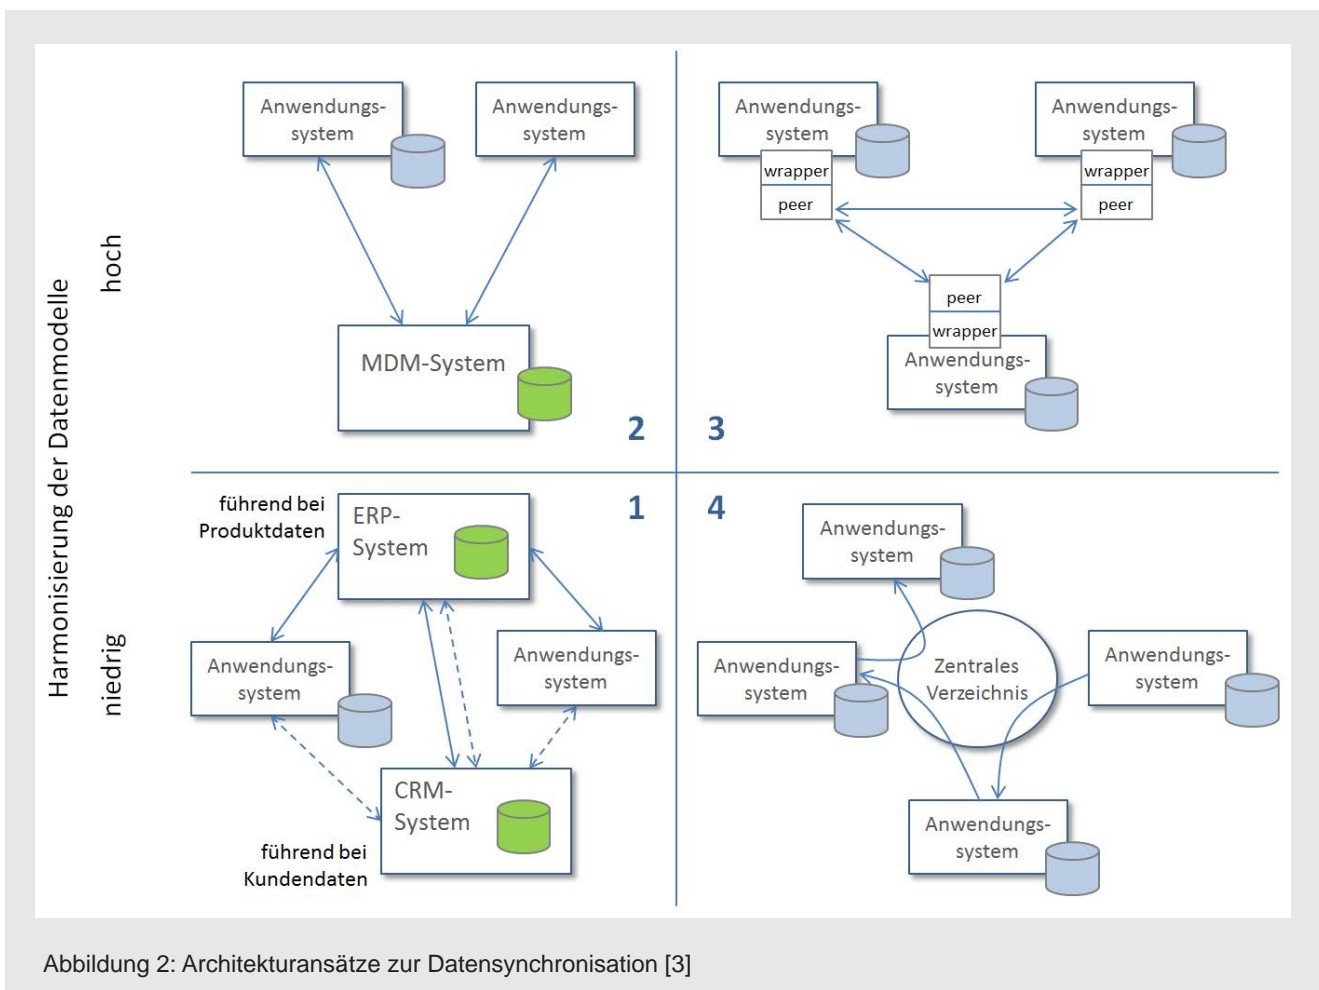 Harmonisierung der Datenmodelle
hoch
niedrig
Anwendungs-
system
Anwendungs-
system
MDM-System
2
Anwendungs-
system
wrapper
peer
Anwendungs-
system
wrapper
peer
peer
wrapper
Anwendungs-
system
3
führend bei
Produktdaten
ERP-
System
1
Anwendungs-
system
Anwendungs-
system
CRM-
System
führend bei
Kundendaten
4
Anwendungs-
system
Anwendungs-
system
Zentrales
Verzeichnis
Anwendungs-
system
Anwendungs-
system
Abbildung 2: Architekturansätze zur Datensynchronisation [3]